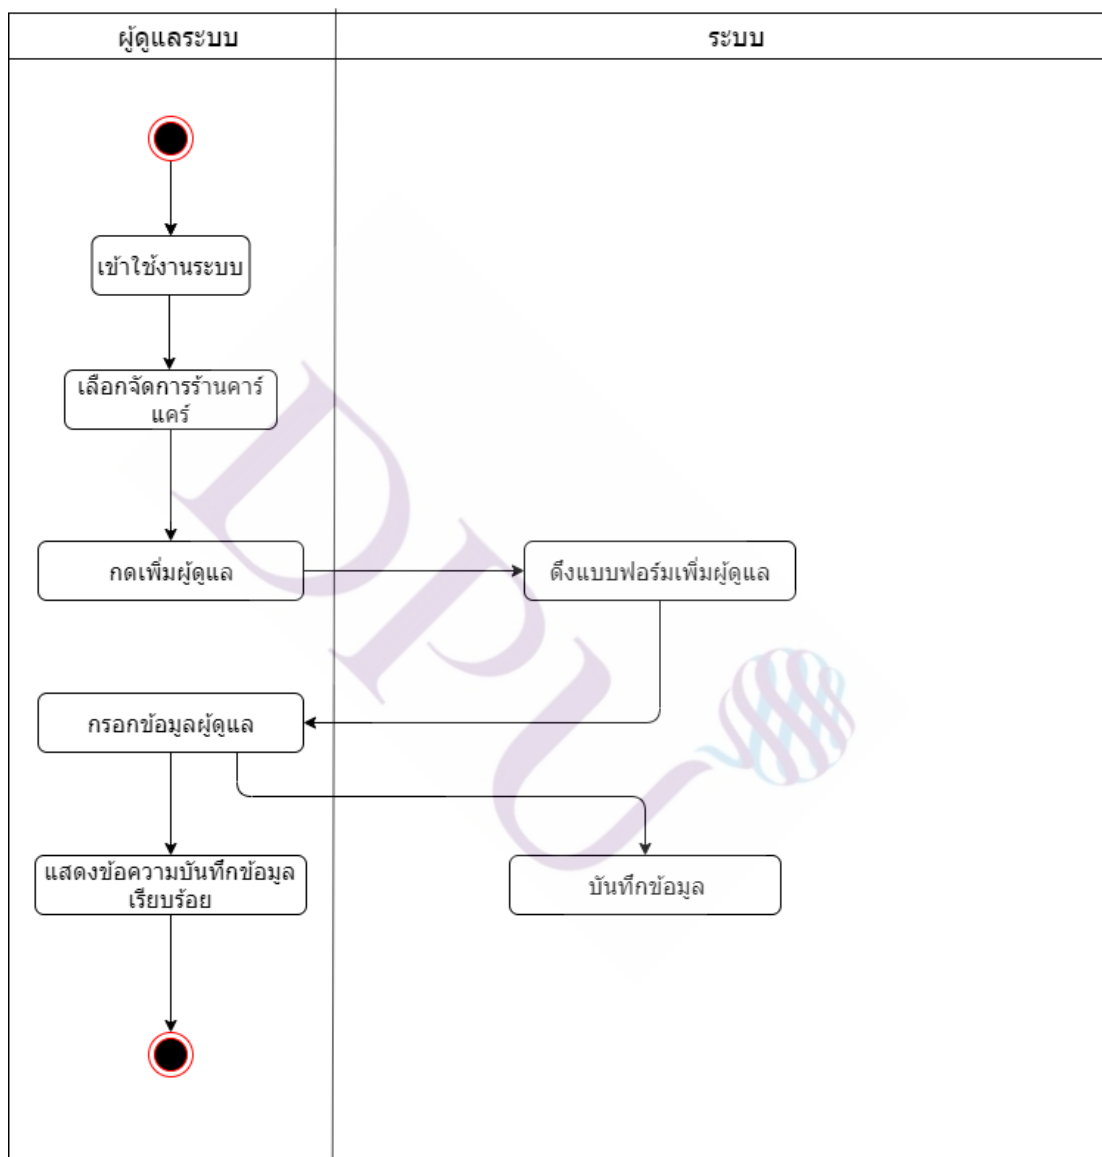 ผู้ดูแลระบบ
ระบบ
เข้าใช้งานระบบ
เลือกจัดการร้านคาร์
แคร์
กดเพิ่มผู้ดูแล
ดึงแบบฟอร์มเพิ่มผู้ดูแล
กรอกข้อมูลผู้ดูแล
แสดงข้อความบันทึกข้อมูล
เรียบร้อย
บันทึกข้อมูล
DPU